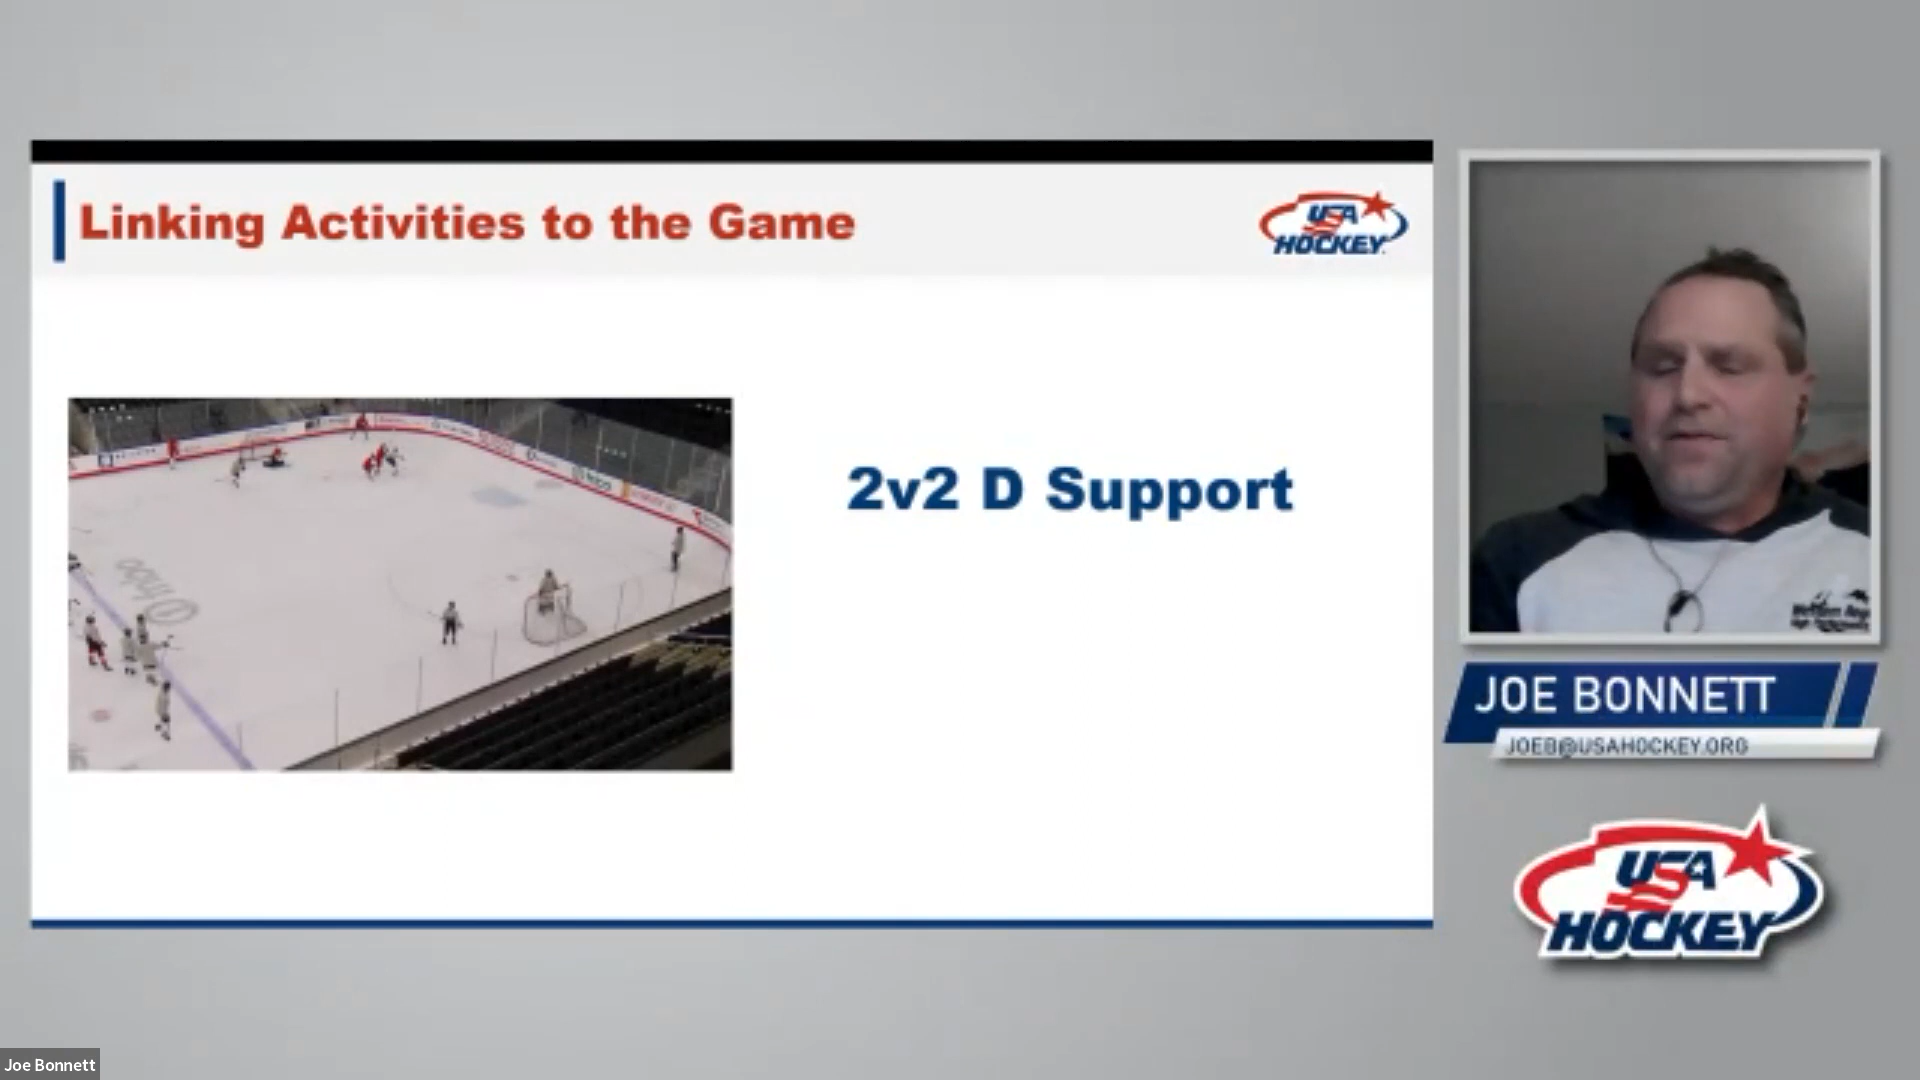 Linking Activities to the Game
USA
HOCKEY
2v2 D Support
JOE BONNETT
JOEB@USAHOCKEY.ORG
USA
HOCKEY
Joe Bonnett